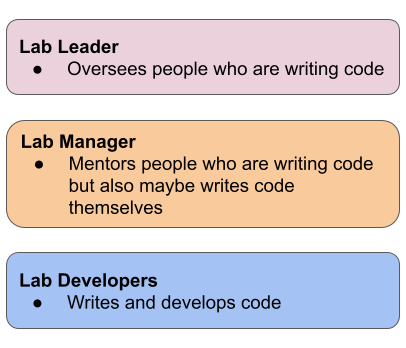 Lab Leader
● Oversees people who are writing code
Lab Manager
● Mentors people who are writing code
but also maybe writes code
themselves
Lab Developers
● Writes and develops code